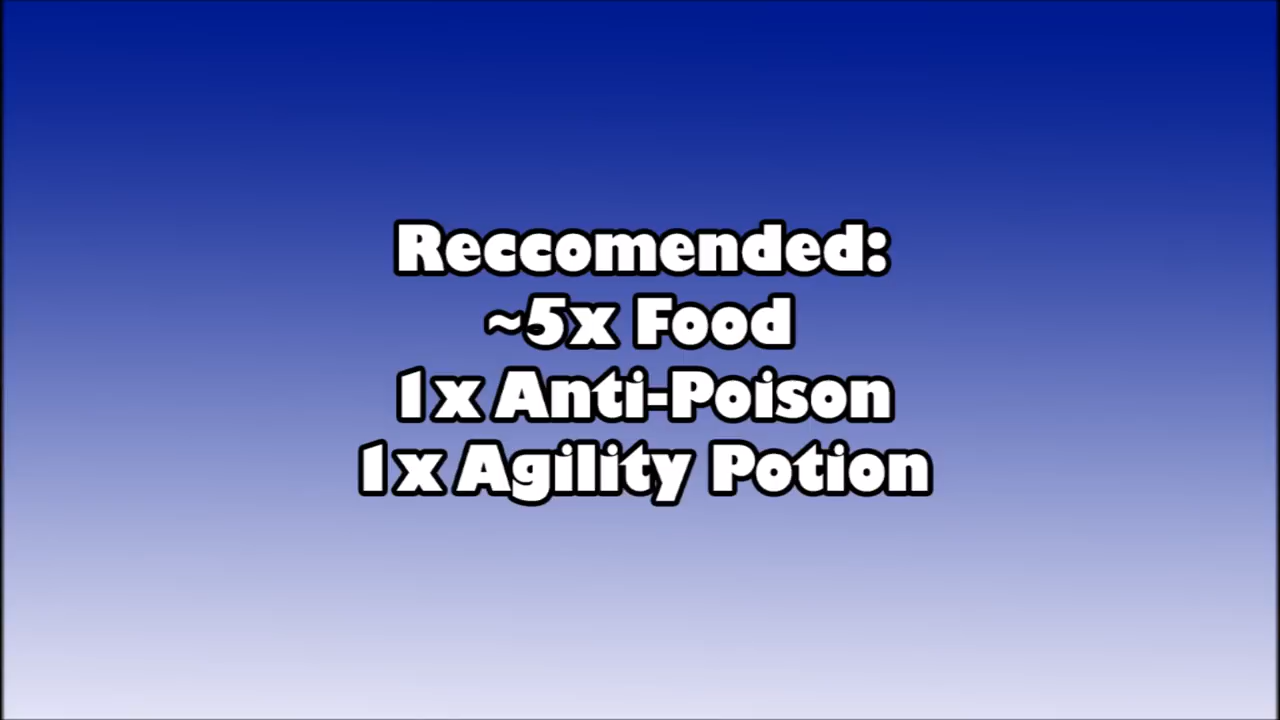 Reccomended:
~5x Food
1x Anti-Poison
1x Agility Potion